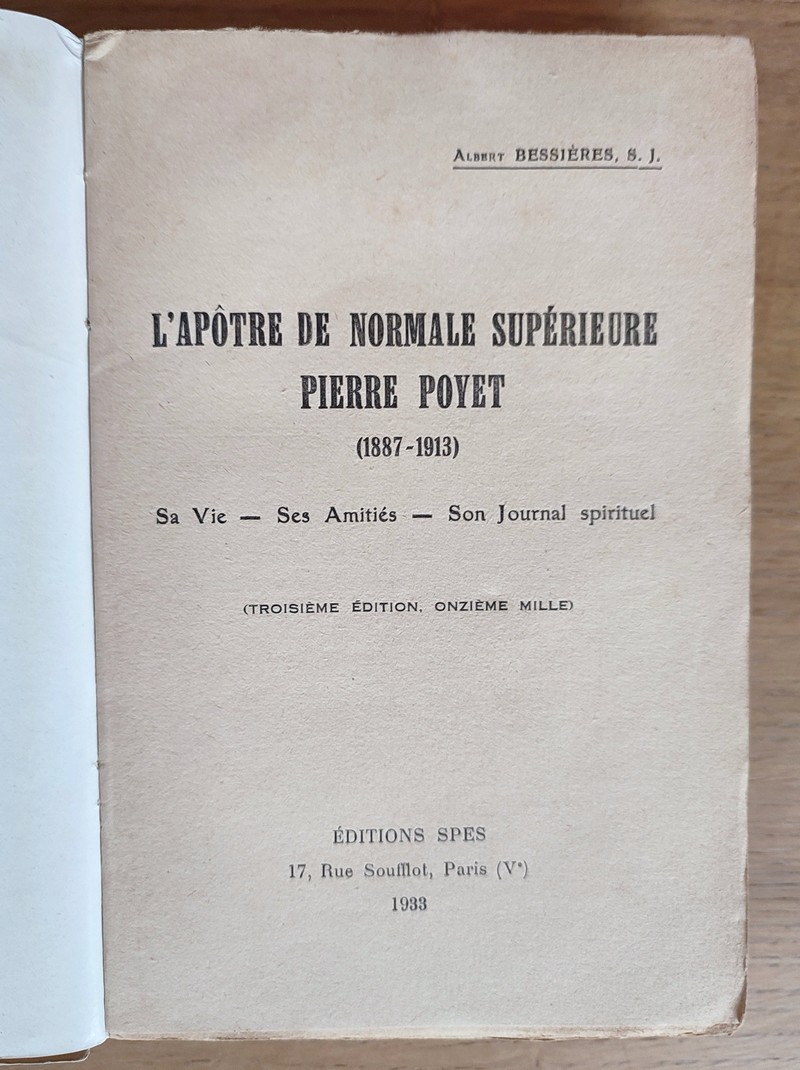 Albert BESSIÈRES, S. J.
L'APÔTRE DE NORMALE SUPÉRIEURE
PIERRE POYET
(1887-1913)
Sa Vie — Ses Amitiés — Son Journal spirituel
(TROISIÈME ÉDITION, ONZIÈME MILLE)
ÉDITIONS SPES
17, Rue Soufflot, Paris (Vᵉ)
1933